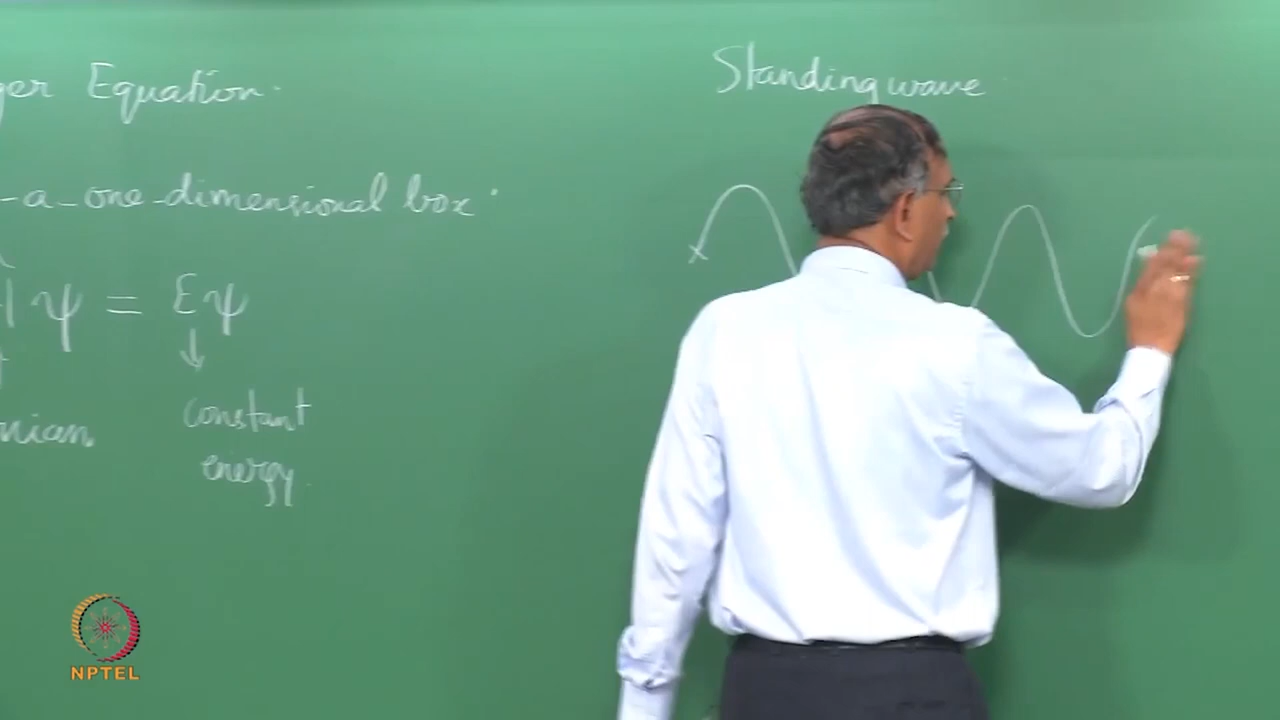 ger Equation.
-a-one-dimensional box.
ψ = Eψ
nian.
constant
energy.
Standing wave
NPTEL